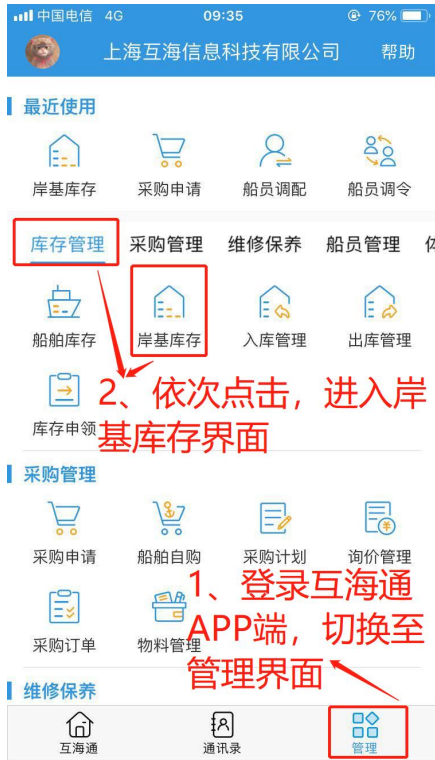 中国电信 4G 09:35 76%
上海互海信息科技有限公司 帮助
最近使用
岸基库存 采购申请 船员调配 船员调令
库存管理 采购管理 维修保养 船员管理
船舶库存 岸基库存 入库管理 出库管理
2、依次点击，进入岸
基库存界面
库存申领
采购管理
采购申请 船舶自购 采购计划 询价管理
1、登录互海通
APP端，切换至
管理界面
采购订单 物料管理
维修保养
互海通 通讯录 管理